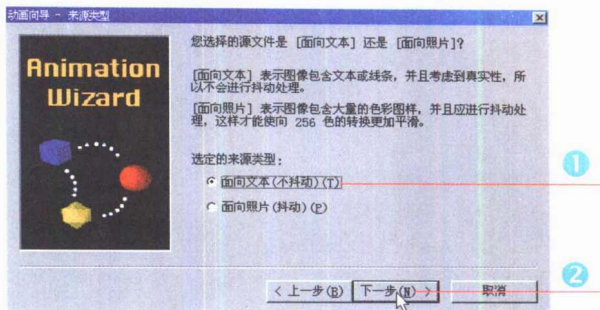 动画向导 - 来源类型
Animation
Wizard
您选择的源文件是 [面向文本] 还是 [面向照片]?
[面向文本] 表示图像包含文本或线条，并且考虑到真实性，所
以不会进行抖动处理。
[面向照片] 表示图像包含大量的色彩图样，并且应进行抖动处
理，这样才能使向 256 色的转换更加平滑。
选定的来源类型：
面向文本(不抖动)(T)
1
面向照片(抖动)(P)
2
< 上一步(B)
下一步(N) >
取消